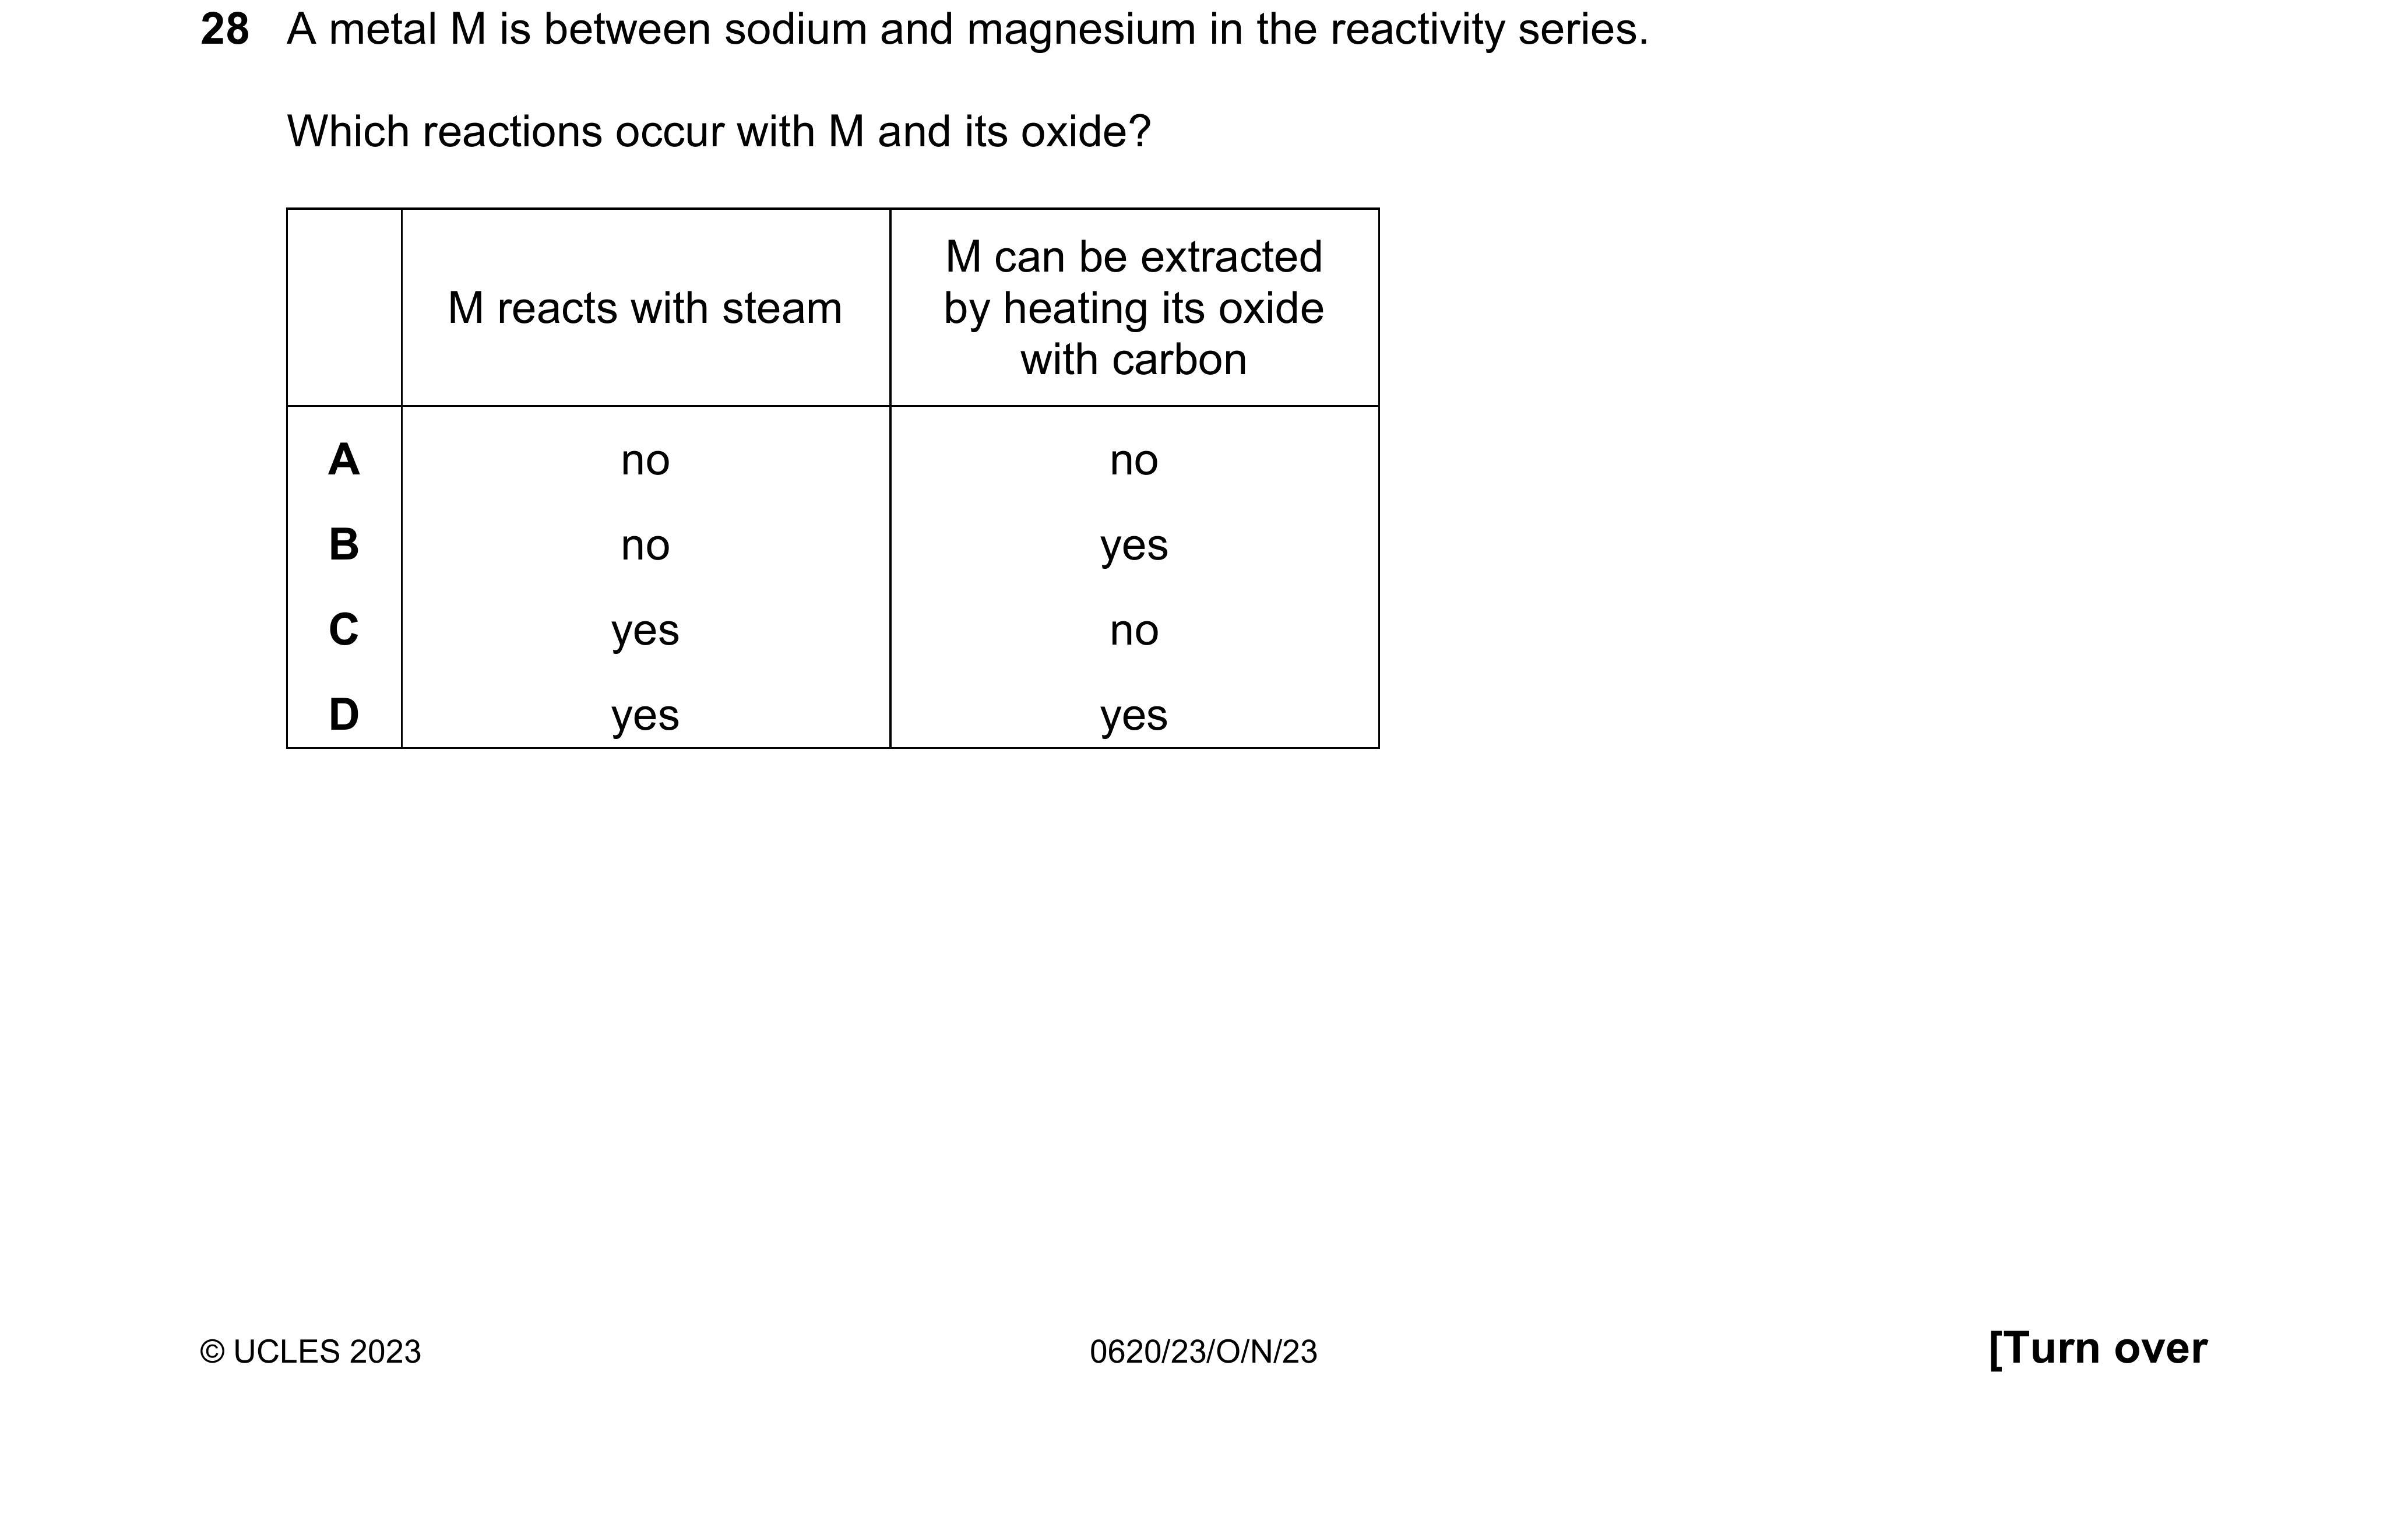 28 A metal M is between sodium and magnesium in the reactivity series.
Which reactions occur with M and its oxide?
M reacts with steam
M can be extracted
by heating its oxide
with carbon
A no no
B no yes
C yes no
D yes yes
© UCLES 2023 0620/23/O/N/23 [Turn over